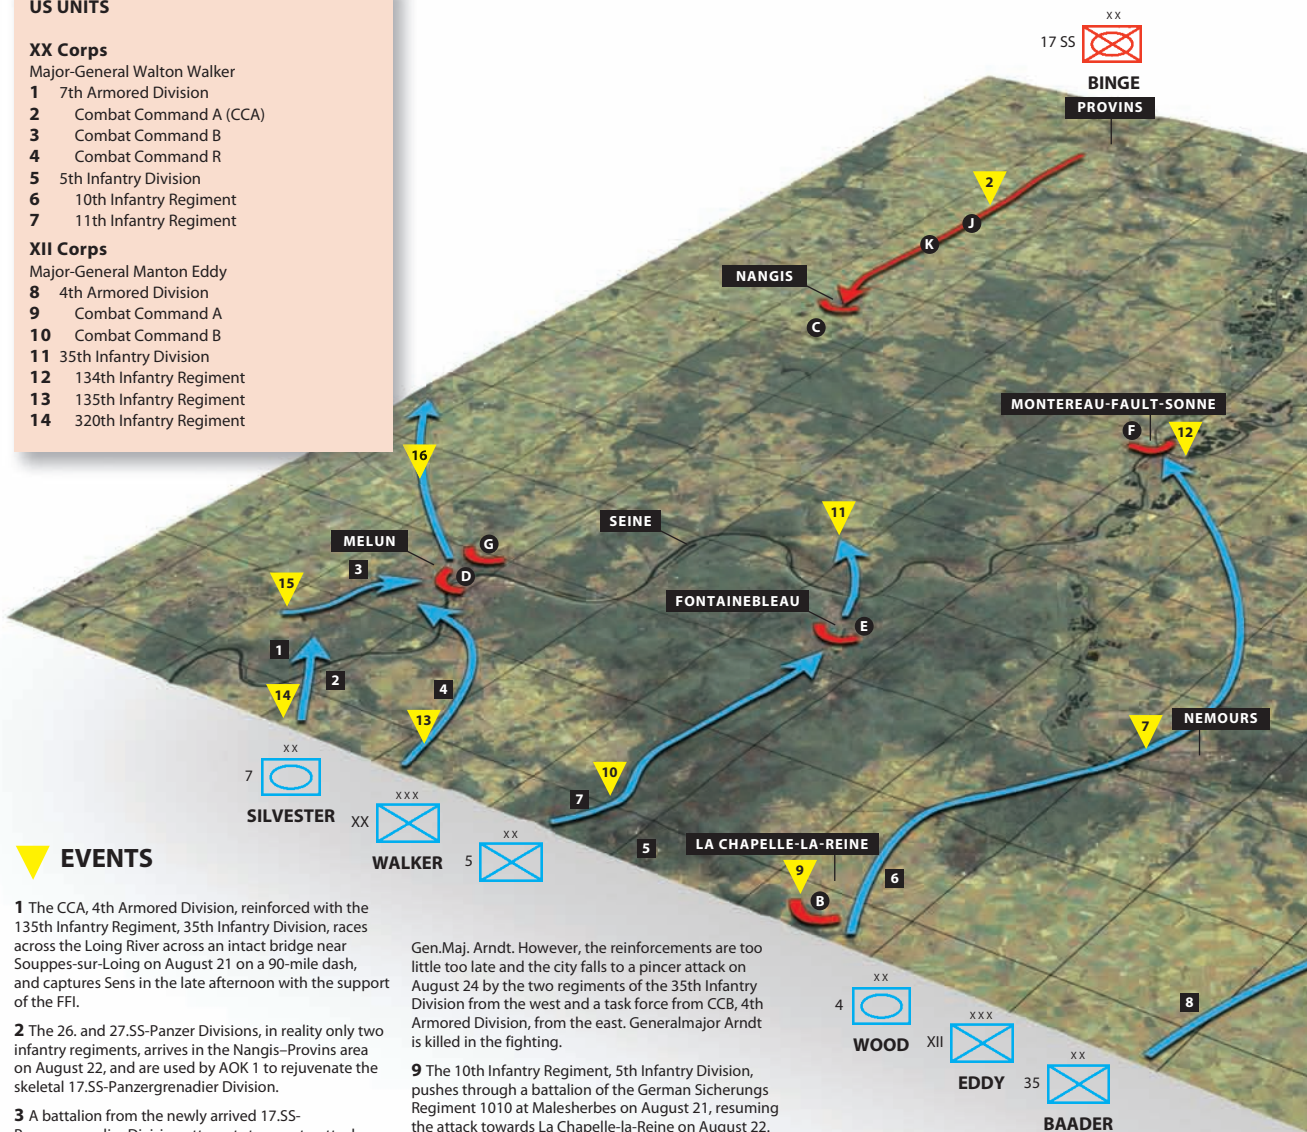 US UNITS
XX Corps
Major-General Walton Walker
1 7th Armored Division
2 Combat Command A (CCA)
3 Combat Command B
4 Combat Command R
5 5th Infantry Division
6 10th Infantry Regiment
7 11th Infantry Regiment
XII Corps
Major-General Manton Eddy
8 4th Armored Division
9 Combat Command A
10 Combat Command B
11 35th Infantry Division
12 134th Infantry Regiment
13 135th Infantry Regiment
14 320th Infantry Regiment
XX
17 SS
BINGE
PROVINS
2
J
K
NANGIS
C
MONTEREAU-FAULT-SONNE
F
12
16
11
SEINE
MELUN
G
3
D
15
FONTAINEBLEAU
E
1
2
4
14
13
7
NEMOURS
10
7
5
LA CHAPELLE-LA-REINE
9
B
6
8
XX
7
SILVESTER
XXX
XX
WALKER
XX
5
XX
4
WOOD
XXX
XII
EDDY
XX
35
BAADER
EVENTS
1 The CCA, 4th Armored Division, reinforced with the
135th Infantry Regiment, 35th Infantry Division, races
across the Loing River across an intact bridge near
Souppes-sur-Loing on August 21 on a 90-mile dash,
and captures Sens in the late afternoon with the support
of the FFI.
2 The 26. and 27.SS-Panzer Divisions, in reality only two
infantry regiments, arrives in the Nangis–Provins area
on August 22, and are used by AOK 1 to rejuvenate the
skeletal 17.SS-Panzergrenadier Division.
3 A battalion from the newly arrived 17.SS-
Gen.Maj. Arndt. However, the reinforcements are too
little too late and the city falls to a pincer attack on
August 24 by the two regiments of the 35th Infantry
Division from the west and a task force from CCB, 4th
Armored Division, from the east. Generalmajor Arndt
is killed in the fighting.
9 The 10th Infantry Regiment, 5th Infantry Division,
pushes through a battalion of the German Sicherungs
Regiment 1010 at Malesherbes on August 21, resuming
the attack towards La Chapelle-la-Reine on August 22.